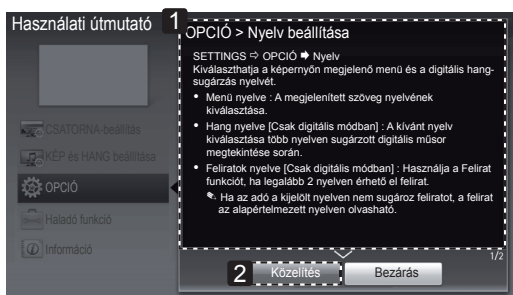 Használati útmutató
1
OPCIÓ > Nyelv beállítása
SETTINGS ⇨ OPCIÓ ➡ Nyelv
Kiválaszthatja a képernyőn megjelenő menü és a digitális hang-
sugárzás nyelvét.
• Menü nyelve : A megjelenített szöveg nyelvének
kiválasztása.
• Hang nyelve [Csak digitális módban] : A kívánt nyelv
kiválasztása több nyelven sugárzott digitális műsor
megtekintése során.
• Feliratok nyelve [Csak digitális módban] : Használja a Felirat
funkciót, ha legalább 2 nyelven érhető el felirat.
Ha az adó a kijelölt nyelven nem sugároz feliratot, a felirat
az alapértelmezett nyelven olvasható.
CSATORNA-beállítás
KÉP és HANG beállítása
OPCIÓ
Haladó funkció
Információ
1/2
2
Közelítés
Bezárás